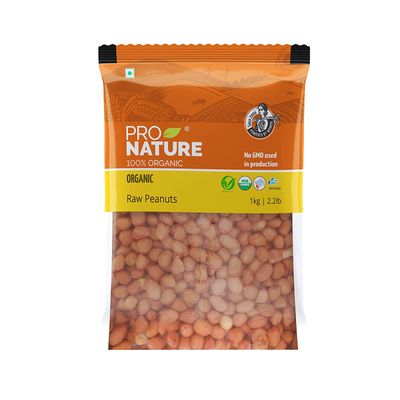 PRO
NATURE
®
100% ORGANIC
No GMO used
in production
ORGANIC
Raw Peanuts
1kg | 2.2lb